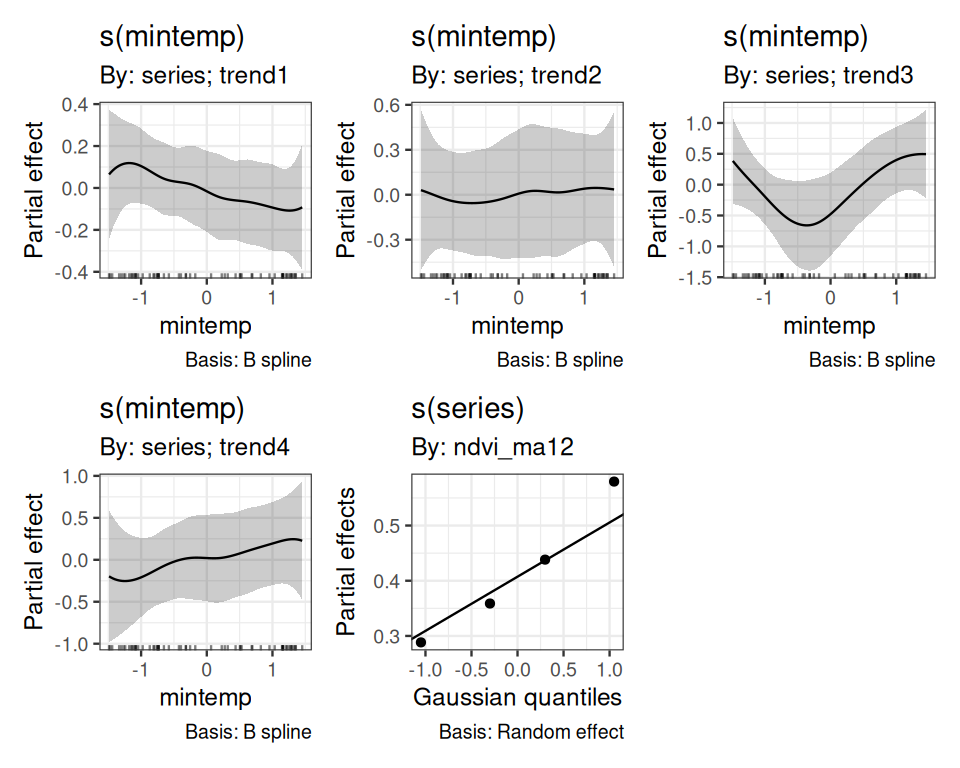 s(mintemp)
By: series; trend1
Partial effect
0.4
0.2
0.0
-0.2
-0.4
-1
0
1
mintemp
Basis: B spline
s(mintemp)
By: series; trend2
Partial effect
0.6
0.3
0.0
-0.3
-1
0
1
mintemp
Basis: B spline
s(mintemp)
By: series; trend3
Partial effect
1.0
0.5
0.0
-0.5
-1.0
-1.5
-1
0
1
mintemp
Basis: B spline
s(mintemp)
By: series; trend4
Partial effect
1.0
0.5
0.0
-0.5
-1.0
-1
0
1
mintemp
Basis: B spline
s(series)
By: ndvi_ma12
Partial effects
0.5
0.4
0.3
-1.0
-0.5
0.0
0.5
1.0
Gaussian quantiles
Basis: Random effect